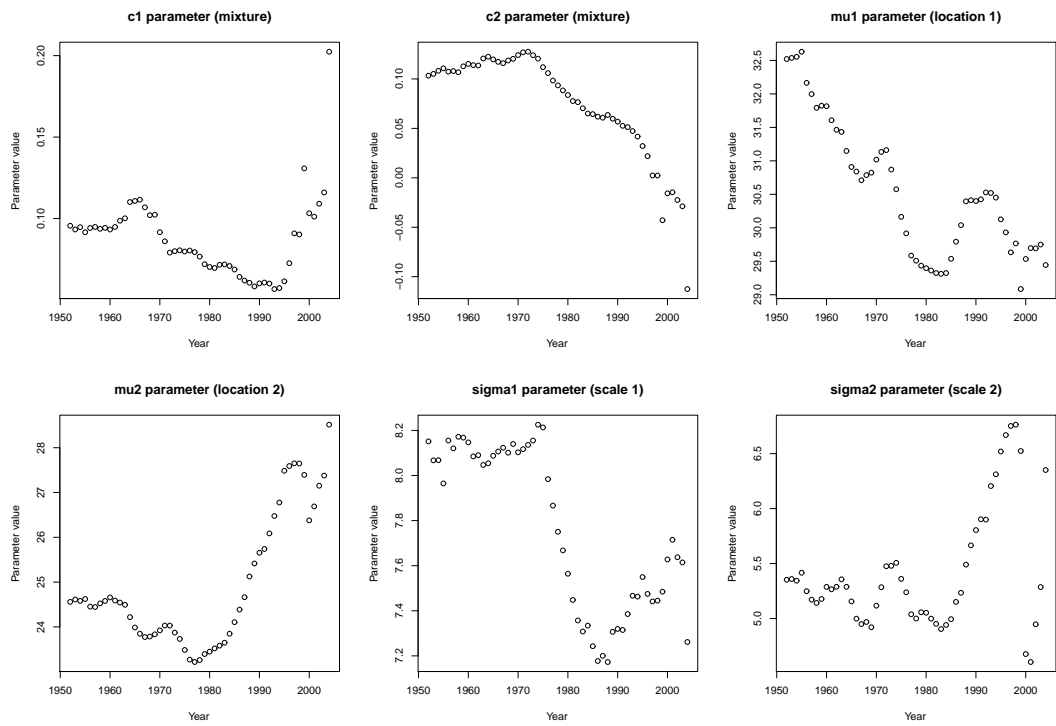 c1 parameter (mixture)
Parameter value
0.20
0.15
0.10
1950 1960 1970 1980 1990 2000
Year
c2 parameter (mixture)
Parameter value
0.10
0.05
0.00
−0.05
−0.10
1950 1960 1970 1980 1990 2000
Year
mu1 parameter (location 1)
Parameter value
32.5
32.0
31.5
31.0
30.5
30.0
29.5
29.0
1950 1960 1970 1980 1990 2000
Year
mu2 parameter (location 2)
Parameter value
28
27
26
25
24
1950 1960 1970 1980 1990 2000
Year
sigma1 parameter (scale 1)
Parameter value
8.2
8.0
7.8
7.6
7.4
7.2
1950 1960 1970 1980 1990 2000
Year
sigma2 parameter (scale 2)
Parameter value
6.5
6.0
5.5
5.0
1950 1960 1970 1980 1990 2000
Year